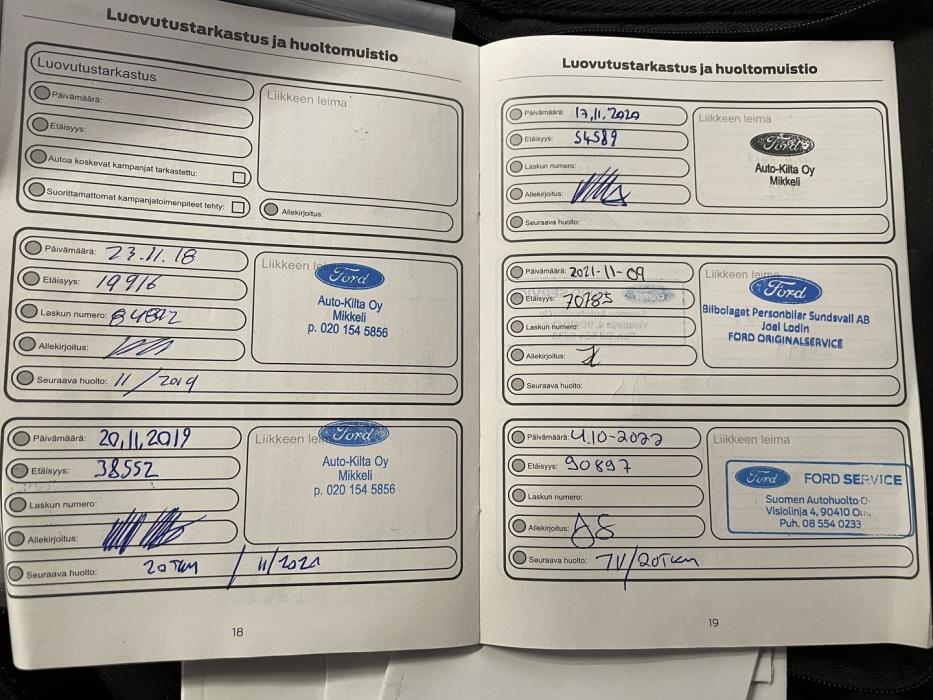 Luovutustarkastus ja huoltomuistio
Luovutustarkastus
Päivämäärä:
Etäisyys:
Autoa koskevat kampanjat tarkastettu:
Suorittamattomat kampanjatoimenpiteet tehty:
Liikkeen leima
Allekirjoitus:
Päivämäärä: 23.11.18
Etäisyys: 19916
Laskun numero:
Allekirjoitus:
Liikkeen
Ford
Auto-Kilta Oy
Mikkeli
p. 020 154 5856
Seuraava huolto: 11/2019
Päivämäärä: 20,11,2019
Etäisyys: 38552
Laskun numero:
Allekirjoitus:
Liikkeen
Ford
Auto-Kilta Oy
Mikkeli
p. 020 154 5856
Seuraava huolto: 20TKM / 11/2020
18
Luovutustarkastus ja huoltomuistio
Päivämäärä: 17,11,2020
Etäisyys: 54589
Laskun numero:
Allekirjoitus:
Liikkeen leima
Ford
Auto-Kilta Oy
Mikkeli
Seuraava huolto:
Päivämäärä: 2021-11-09
Etäisyys: 70785
Laskun numero:
Allekirjoitus:
Liikkeen leima
Ford
Bilbolaget Personbilar Sundsvall AB
Joel Lodin
FORD ORIGINALSERVICE
Seuraava huolto:
Päivämäärä: 4.10-2022
Etäisyys: 90897
Laskun numero:
Allekirjoitus: AS
Liikkeen leima
Ford FORD SERVICE
Suomen Autohuolto
Visiolinja 4, 90410
Puh. 08 554 0233
Seuraava huolto: 1V/20TKM
19